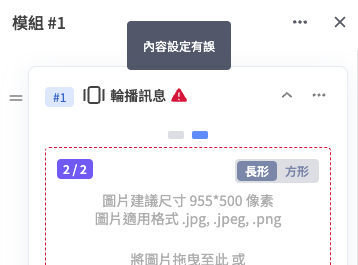 模組 #1
內容設定有誤
#1 輪播訊息
2 / 2 長形 方形
圖片建議尺寸 955*500 像素
圖片適用格式 .jpg, .jpeg, .png
將圖片拖曳至此 或